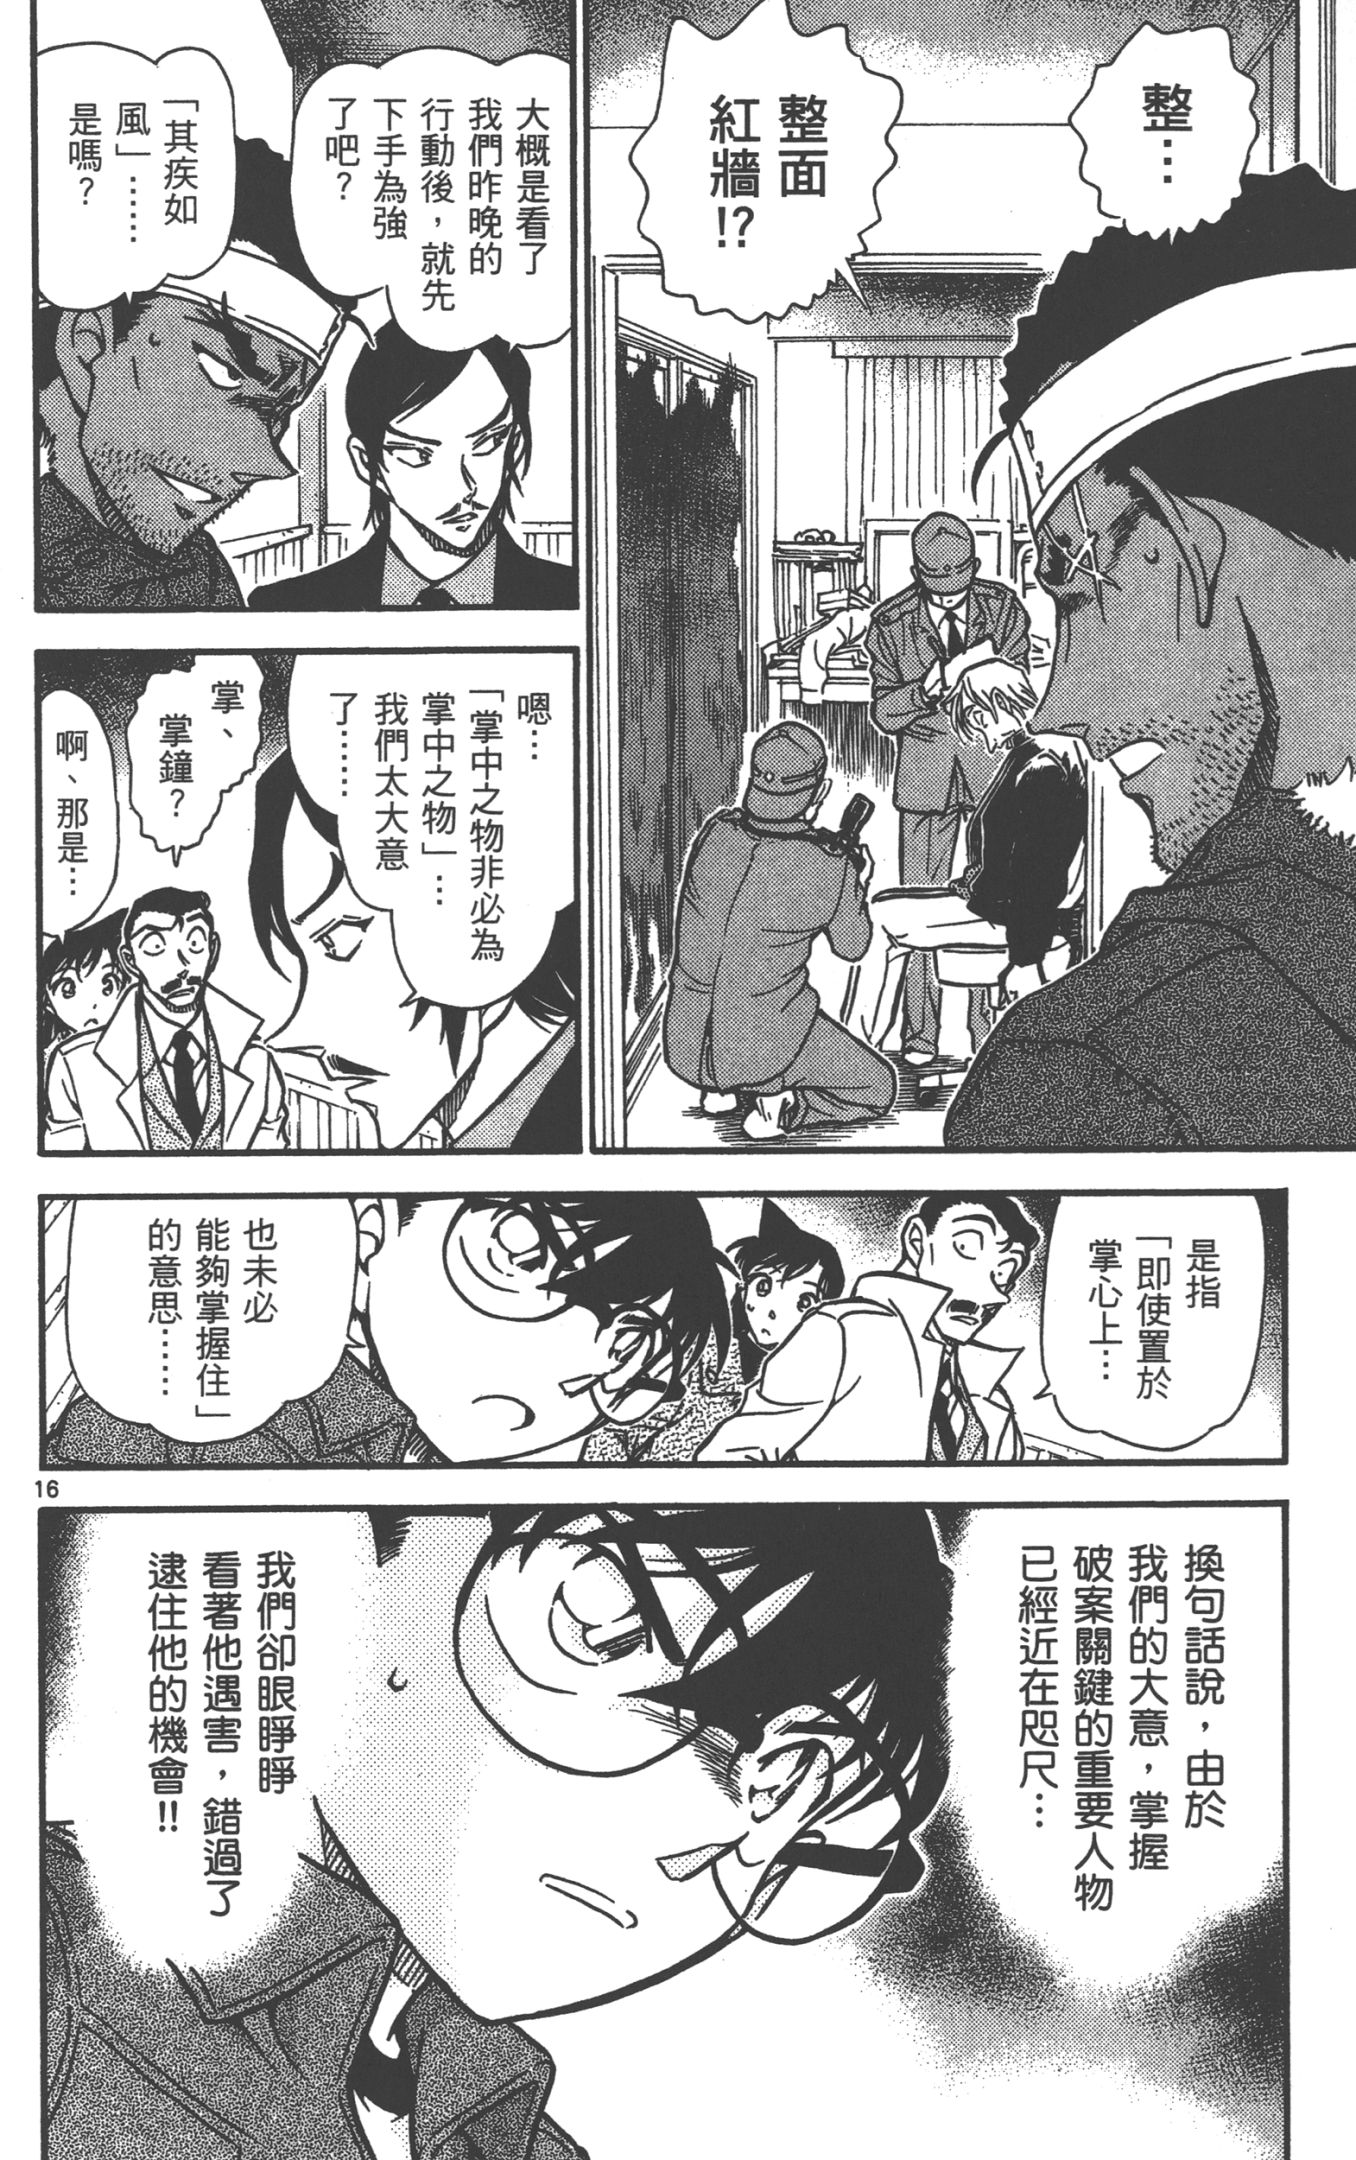 整…
整面
紅牆!?
大概是看了
我們昨晚的
行動後，就先
下手為強
了吧？
「其疾如
風」……
是嗎？
嗯…
「掌中之物非必為
掌中之物」…
我們太大意
了……
掌、
掌鐘？
啊、那是…
是指
「即使置於
掌心上…
也未必
能夠掌握住」
的意思……
換句話說，由於
我們的大意，掌握
破案關鍵的重要人物
已經近在咫尺…
我們卻眼睜睜
看著他遇害，錯過了
逮住他的機會!!
16